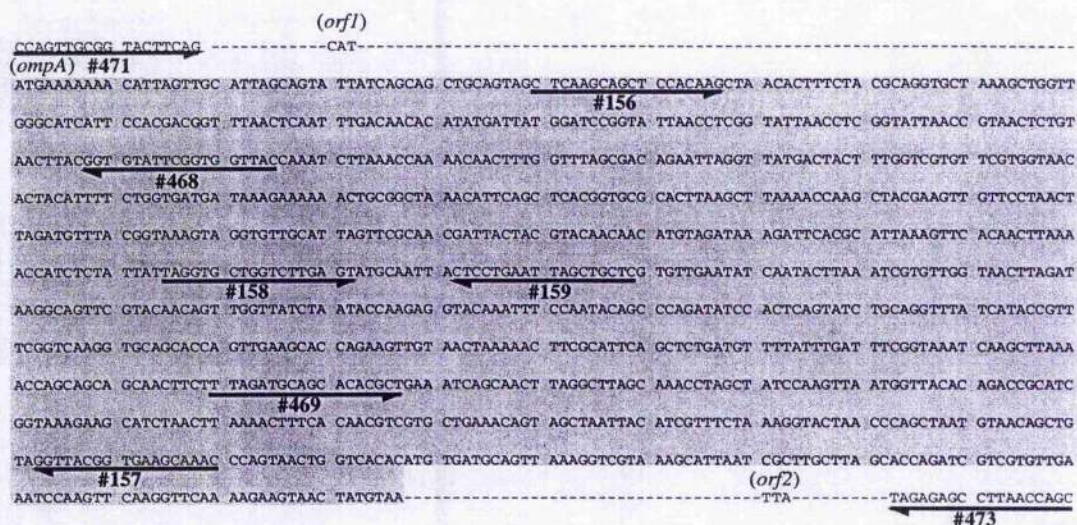 (orf1)
CCAGTTGCGG TACTTCAG ------------CAT------------------------------------------------------------
(ompA) #471
ATGAAAAAAA CATTAGTTGC ATTAGCAGTA TTATCAGCAG CTGCAGTAGC TCAAGCAGCT CCACAAGCTA ACACTTTCTA CGCAGGTGCT AAAGCTGGTT
#156
GGGCATCATT CCACGACGGT TTAACTCAAT TTGACAACAC ATATGATTAT GGATCCGGTA TTAACCTCGG TATTAACCTC GGTATTAACC GTAACTCTGT
AACTTACGGT GTATTCGGTG GTTACCAAAT CTTAAACCAA AACAACTTTG GTTTAGCGAC AGAATTAGGT TATGACTACT TTGGTCGTGT TCGTGGTAAC
#468
ACTACATTTT CTGGTGATGA TAAAGAAAAA ACTGCGGCTA ACATTCAGCT CACGGTGCGC CACTTAAGCT TAAAACCAAG CTACGAAGTT GTTCCTAACT
TAGATGTTTA CGGTAAAGTA GGTGTTGCAT TAGTTCGCAA CGATTACTAC GTACAACAAC ATGTAGATAA AGATTCACGC ATTAAAGTTC ACAACTTAAA
ACCATCTCTA TTATTAGGTG CTGGTCTTGA GTATGCAATT ACTCCTGAAT TAGCTGCTCG TGTTGAATAT CAATACTTAA ATCGTGTTGG TAACTTAGAT
#158 #159
AAGGCAGTTC GTACAACAGT TGGTTATCTA ATACCAAGAG GTACAAATTT CCAATACAGC CCAGATATCC ACTCAGTATC TGCAGGTTTA TCATACCGTT
TCGGTCAAGG TGCAGCACCA GTTGAAGCAC CAGAAGTTGT AACTAAAAAC TTCGCATTCA GCTCTGATGT TTTATTTGAT TTCGGTAAAT CAAGCTTAAA
ACCAGCAGCA GCAACTTCTT TAGATGCAGC ACACGCTGAA ATCAGCAACT TAGGCTTAGC AAACCTAGCT ATCCAAGTTA ATGGTTACAC AGACCGCATC
#469
GGTAAAGAAG CATCTAACTT AAAACTTTCA CAACGTCGTG CTGAAACAGT AGCTAATTAC ATCGTTTCTA AAGGTACTAA CCCAGCTAAT GTAACAGCTG
TAGGTTACGG TGAAGCAAAC CCAGTAACTG GTCACACATG TGATGCAGTT AAAGGTCGTA AAGCATTAAT CGCTTGCTTA GCACCAGATC GTCGTGTTGA
#157 (orf2)
AATCCAAGTT CAAGGTTCAA AAGAAGTAAC TATGTAA-----------------------------------TTA----------TAGAGAGC CTTAACCAGC
#473